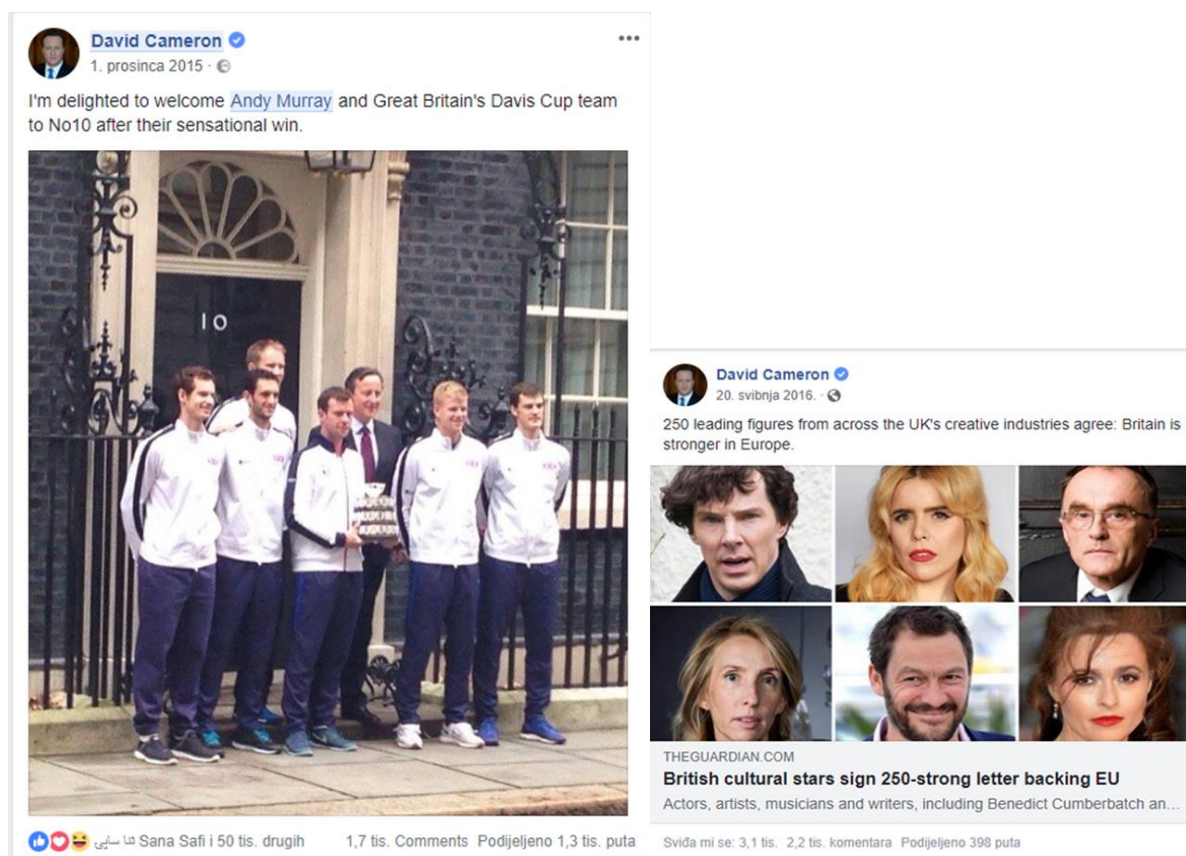 David Cameron
1. prosinca 2015 ·
I'm delighted to welcome Andy Murray and Great Britain's Davis Cup team
to No10 after their sensational win.
10
ثنا سابی Sana Safi i 50 tis. drugih
1,7 tis. Comments Podijeljeno 1,3 tis. puta
David Cameron
20. svibnja 2016. ·
250 leading figures from across the UK's creative industries agree: Britain is
stronger in Europe.
THEGUARDIAN.COM
British cultural stars sign 250-strong letter backing EU
Actors, artists, musicians and writers, including Benedict Cumberbatch an...
Sviđa mi se: 3,1 tis. 2,2 tis. komentara Podijeljeno 398 puta